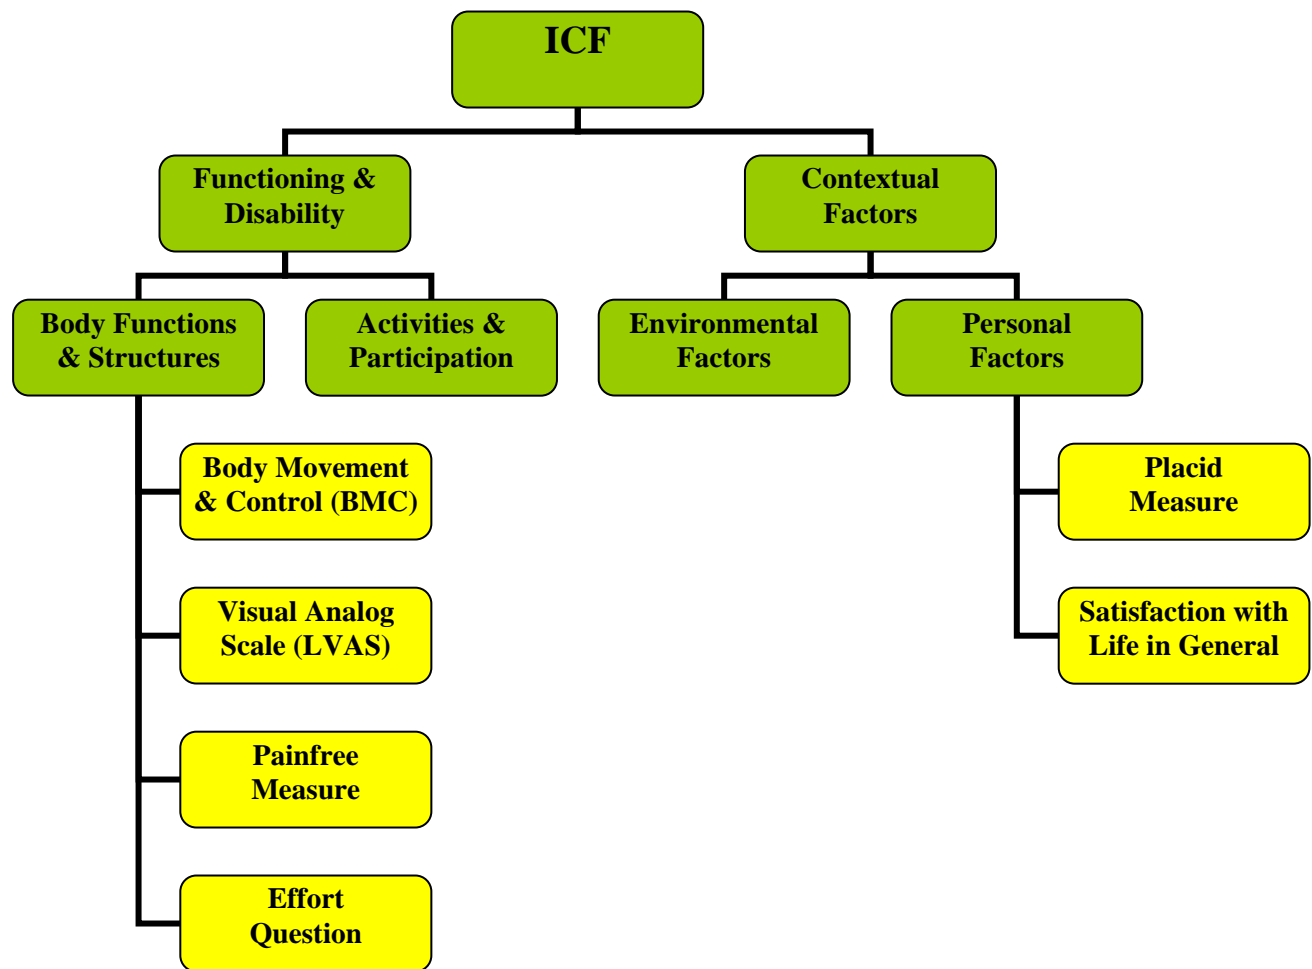 ICF
Functioning &
Disability
Contextual
Factors
Body Functions
& Structures
Activities &
Participation
Environmental
Factors
Personal
Factors
Body Movement
& Control (BMC)
Placid
Measure
Visual Analog
Scale (LVAS)
Satisfaction with
Life in General
Painfree
Measure
Effort
Question